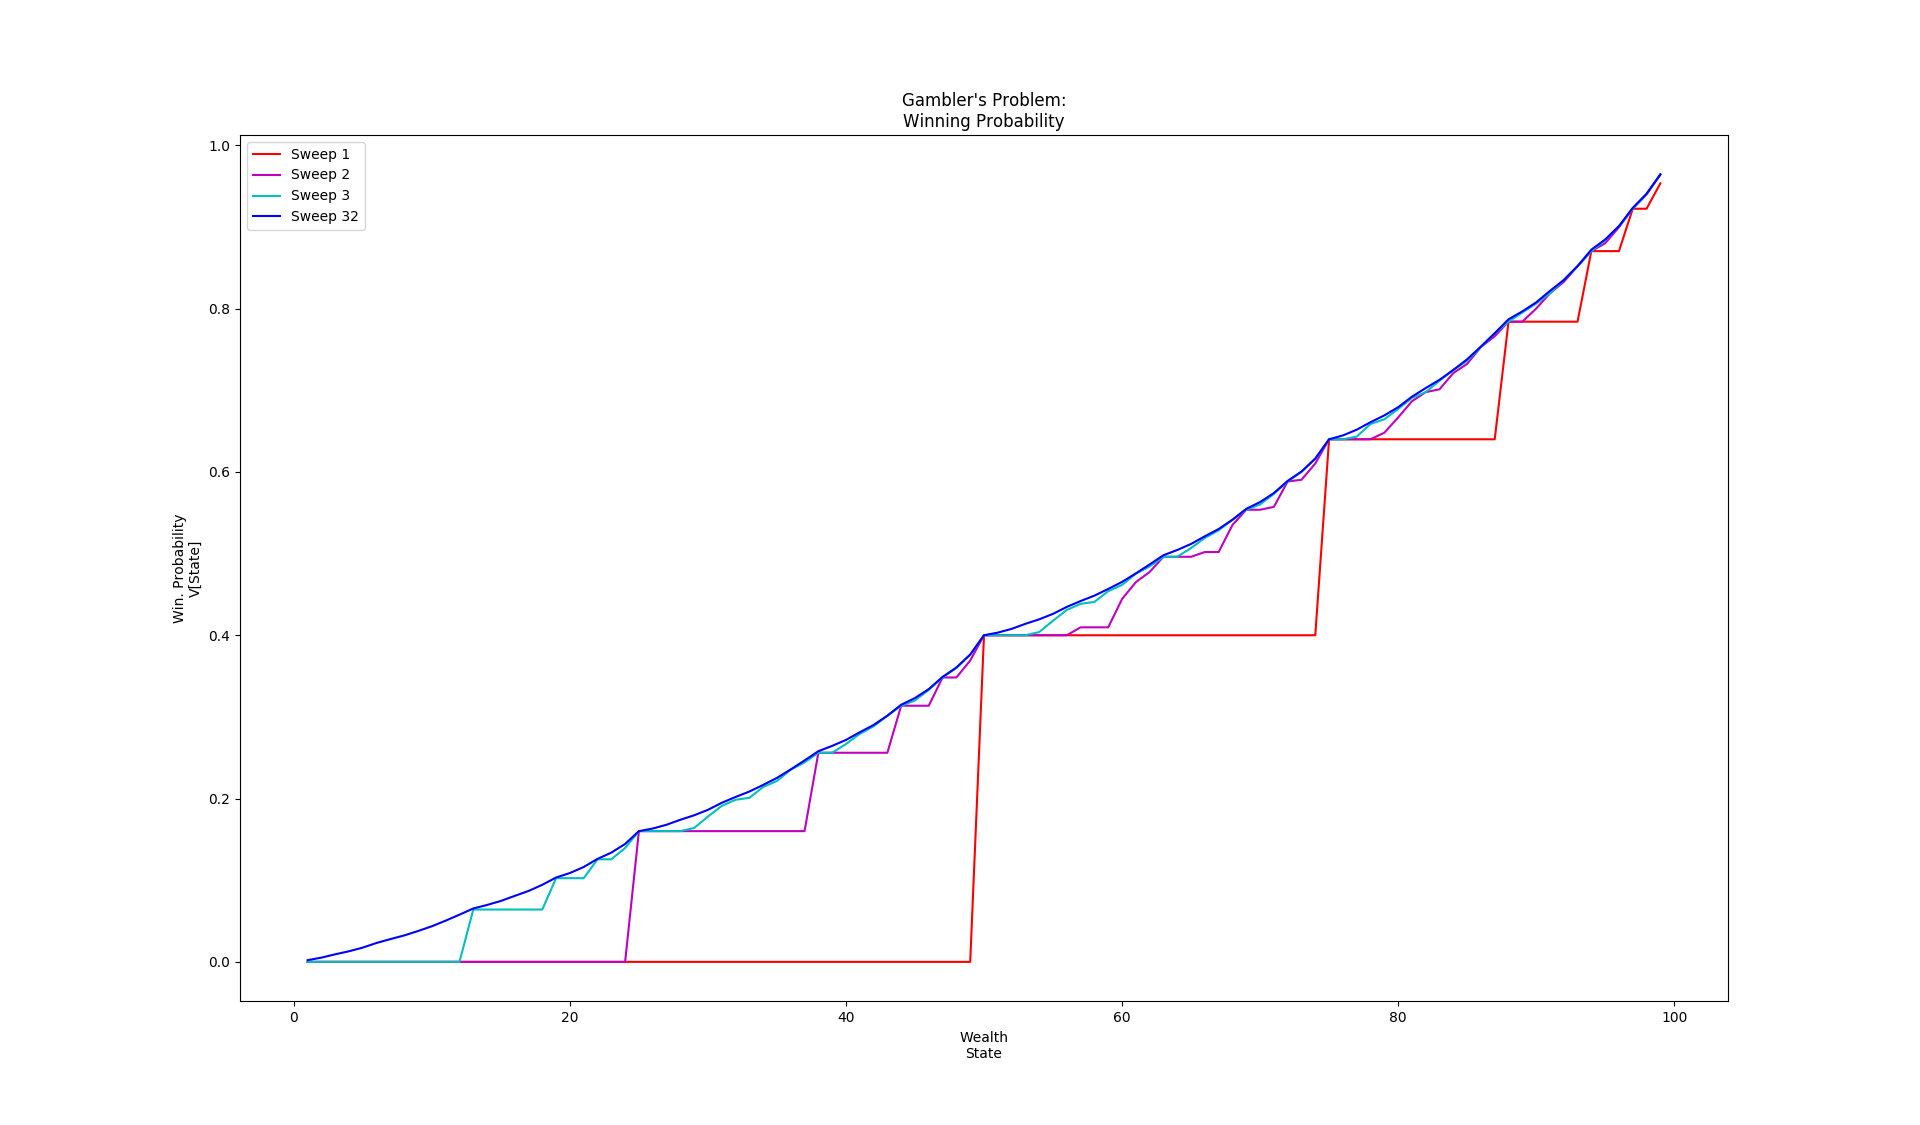 Gambler's Problem:
Winning Probability
1.0
0.8
0.6
0.4
0.2
0.0
Sweep 1
Sweep 2
Sweep 3
Sweep 32
Win. Probability
V[State]
0
20
40
60
80
100
Wealth
State